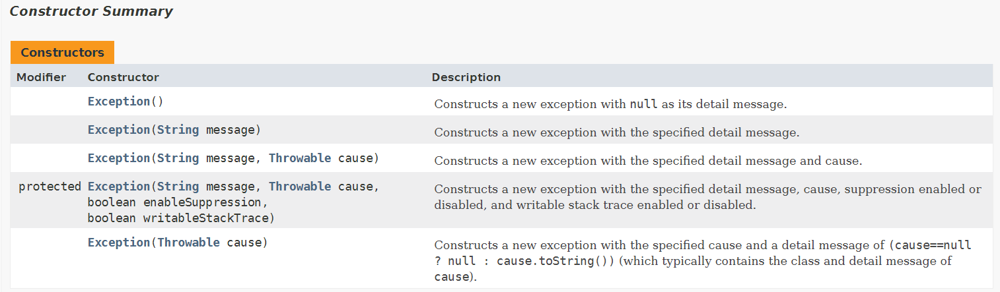 Constructor Summary
Constructors
Modifier Constructor Description
Exception() Constructs a new exception with null as its detail message.
Exception(String message) Constructs a new exception with the specified detail message.
Exception(String message, Throwable cause) Constructs a new exception with the specified detail message and cause.
protected Exception(String message, Throwable cause,
boolean enableSuppression,
boolean writableStackTrace)
Constructs a new exception with the specified detail message, cause, suppression enabled or
disabled, and writable stack trace enabled or disabled.
Exception(Throwable cause)
Constructs a new exception with the specified cause and a detail message of (cause==null
? null : cause.toString()) (which typically contains the class and detail message of
cause).